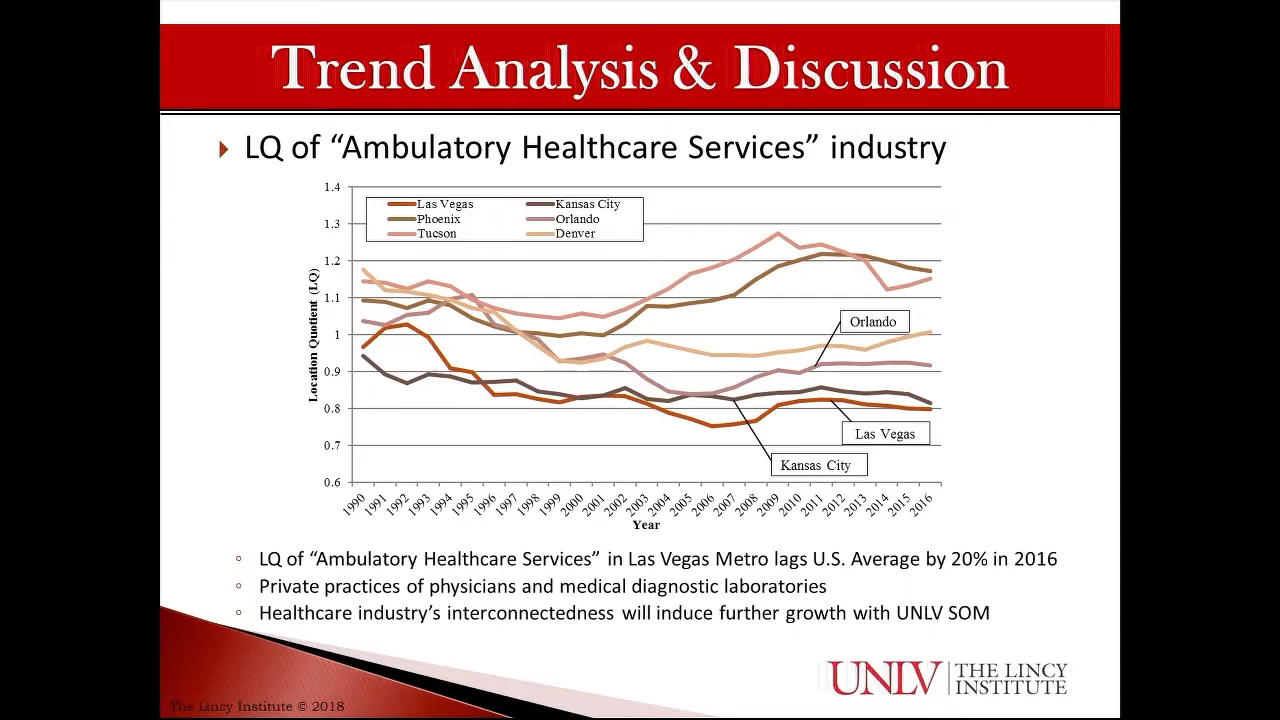 Trend Analysis & Discussion
LQ of “Ambulatory Healthcare Services” industry
1.4
1.3
1.2
1.1
1
0.9
0.8
0.7
0.6
Location Quotient (LQ)
Las Vegas
Kansas City
Phoenix
Orlando
Tucson
Denver
Orlando
Las Vegas
Kansas City
1990 1991 1992 1993 1994 1995 1996 1997 1998 1999 2000 2001 2002 2003 2004 2005 2006 2007 2008 2009 2010 2011 2012 2013 2014 2015 2016
Year
LQ of “Ambulatory Healthcare Services” in Las Vegas Metro lags U.S. Average by 20% in 2016
Private practices of physicians and medical diagnostic laboratories
Healthcare industry’s interconnectedness will induce further growth with UNLV SOM
UNLV
THE LINCY
INSTITUTE
The Lincy Institute © 2018